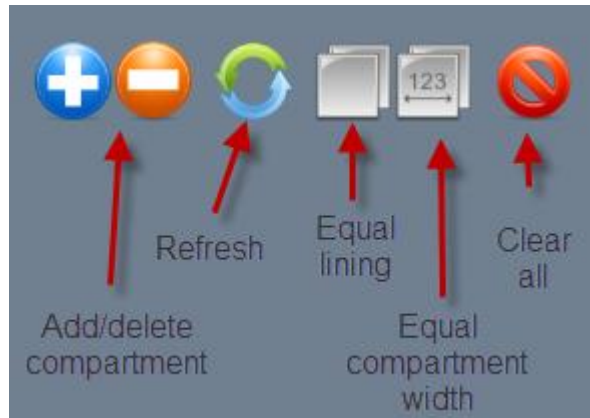 123
Refresh
Equal
lining
Clear
all
Add/delete
compartment
Equal
compartment
width